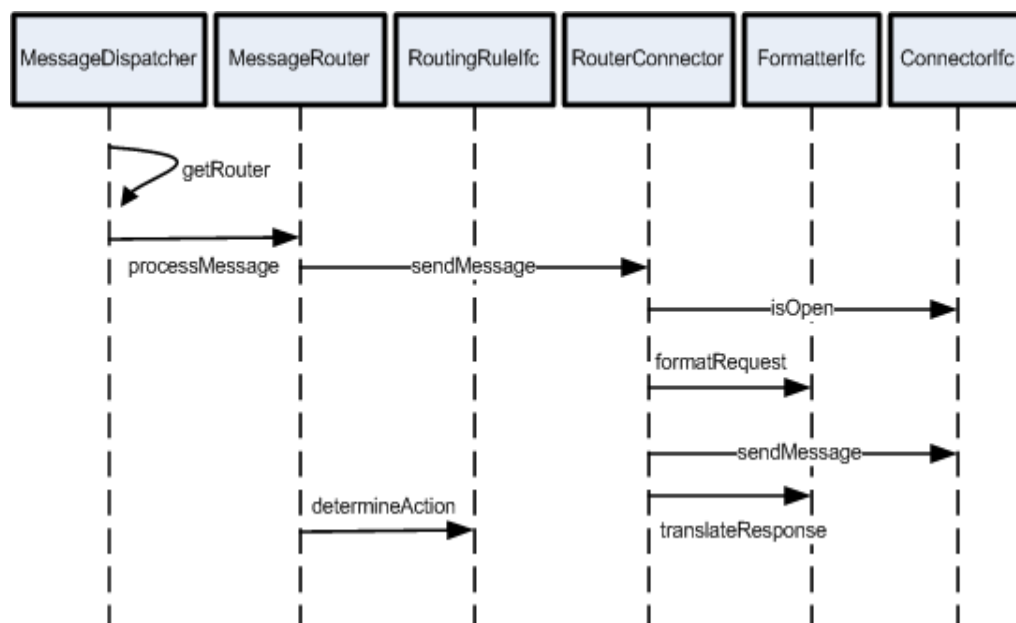 MessageDispatcher
MessageRouter
RoutingRuleIfc
RouterConnector
FormatterIfc
ConnectorIfc
getRouter
processMessage
sendMessage
isOpen
formatRequest
sendMessage
determineAction
translateResponse